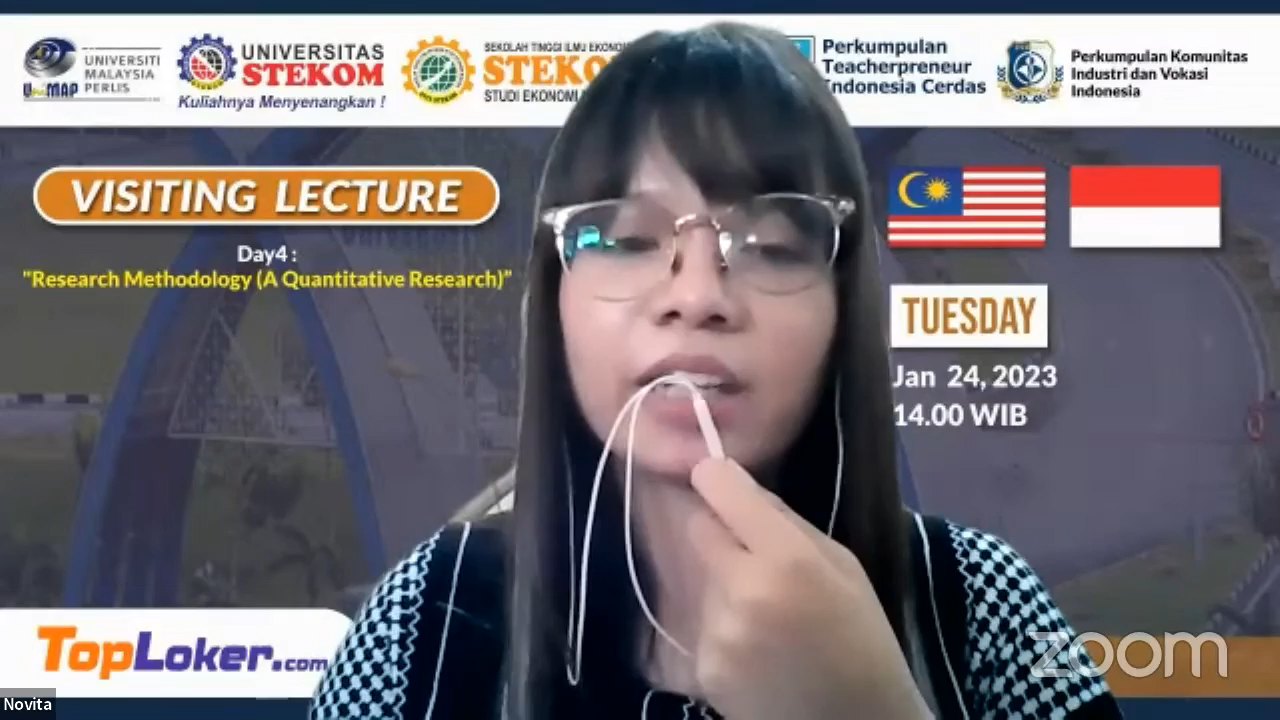 UNIVERSITI
MALAYSIA
PERLIS
UniMAP
UNIVERSITAS
STEKOM
Kuliahnya Menyenangkan !
SEKOLAH TINGGI ILMU
STEKO
STUDI EKONOMI
Perkumpulan
Teacherpreneur
Indonesia Cerdas
Perkumpulan Komunitas
Industri dan Vokasi
Indonesia
VISITING LECTURE
Day4 :
"Research Methodology (A Quantitative Research)"
TUESDAY
Jan 24, 2023
14.00 WIB
TopLoker.com
zoom
Novita